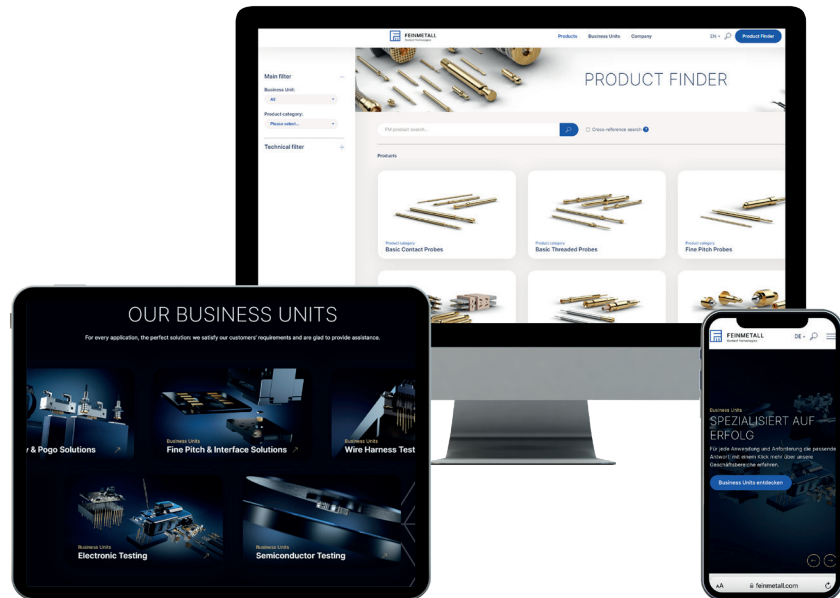 FEINMETALL
Contact Technologies
Products
Business Units
Company
EN
Product Finder
Main filter
Business Unit:
All
Product category:
Please select...
Technical filter
PRODUCT FINDER
FM product search...
Cross-reference search ?
Products
Product category
Basic Contact Probes
Product category
Basic Threaded Probes
Product category
Fine Pitch Probes
OUR BUSINESS UNITS
For every application, the perfect solution: we satisfy our customers' requirements and are glad to provide assistance.
r & Pogo Solutions
Business Units
Fine Pitch & Interface Solutions
Wire Harness Test
Business Units
Electronic Testing
Business Units
Semiconductor Testing
FEINMETALL
Contact Technologies
DE
Business Units
SPEZIALISIERT AUF
ERFOLG
Für jede Anwendung und Anforderung die passende
Antwort: mit einem Klick mehr über unsere
Geschäftsbereiche erfahren.
Business Units entdecken
AA
feinmetall.com